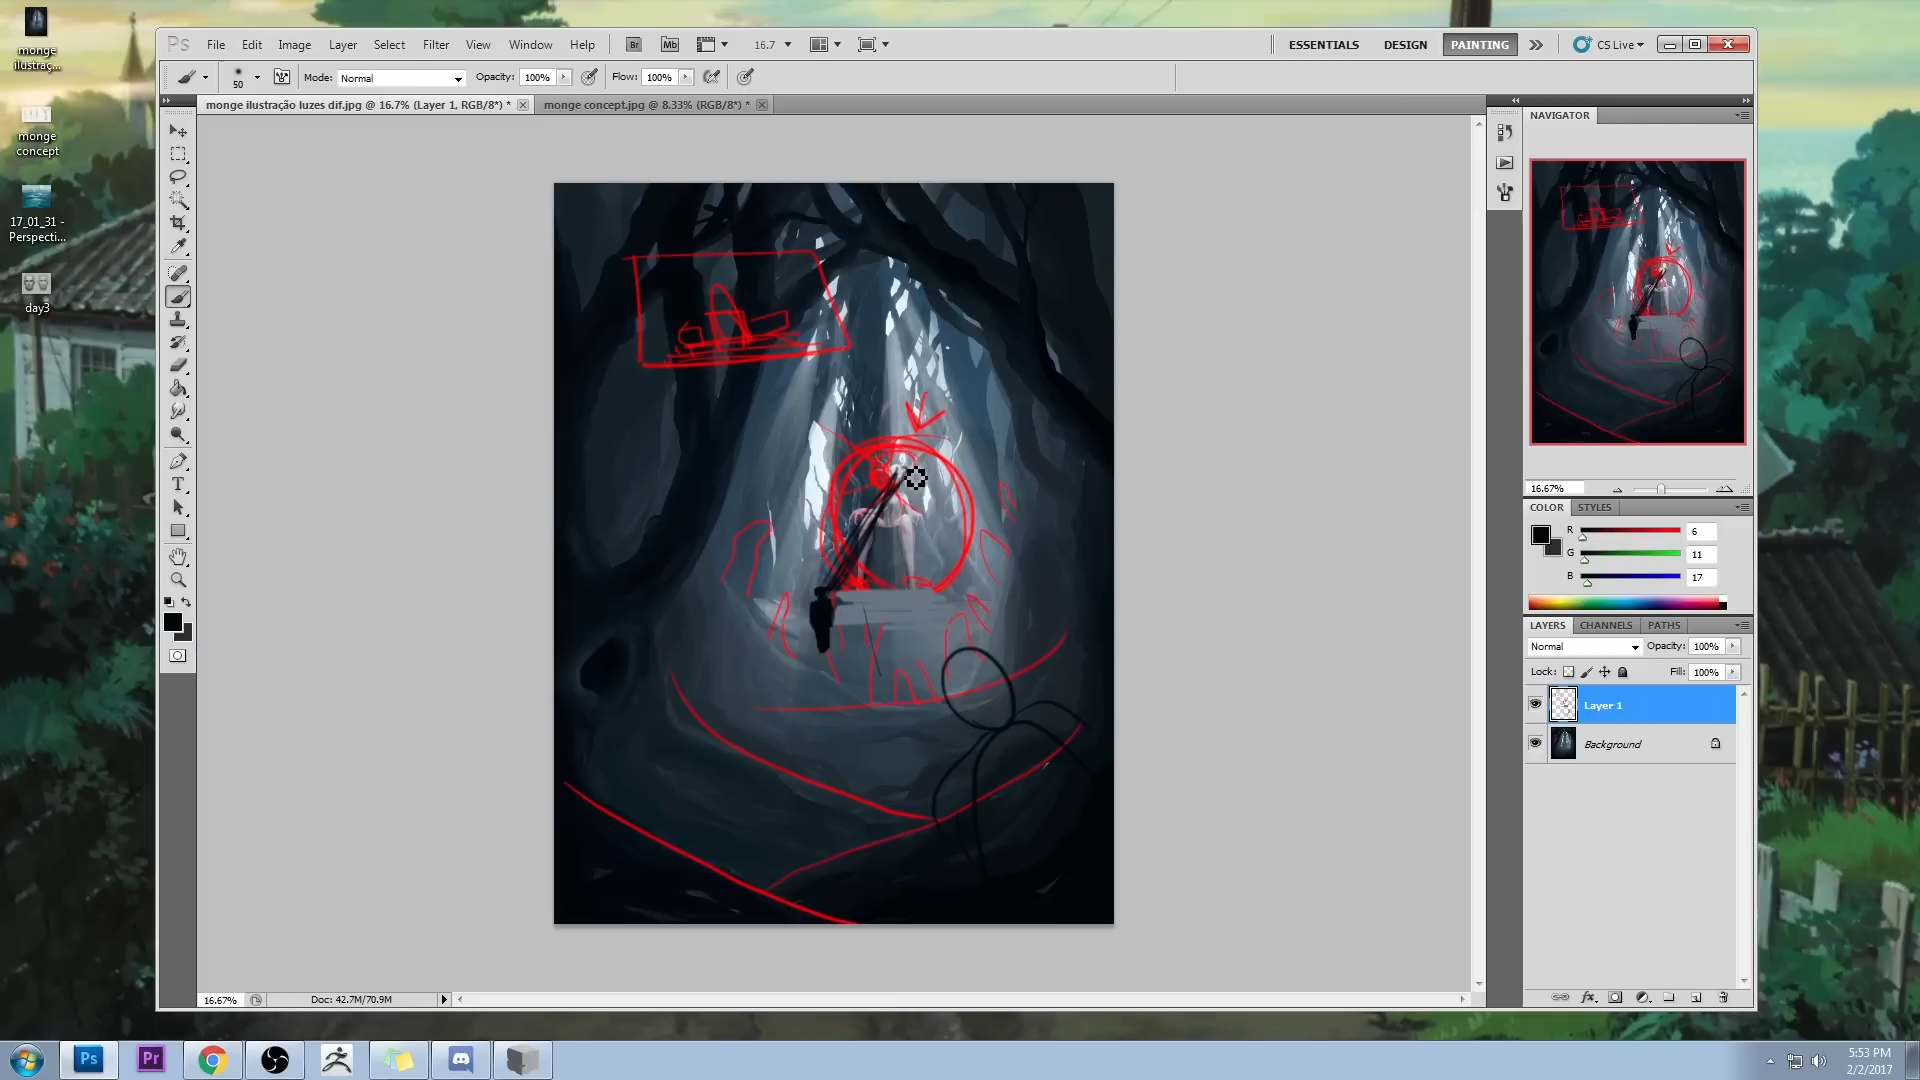 monge
ilustraç...
monge
concept
17_01_31 -
Perspecti...
day3
Ps
File
Edit
Image
Layer
Select
Filter
View
Window
Help
Br
Mb
16.7
ESSENTIALS
DESIGN
PAINTING
CS Live
50
Mode:
Normal
Opacity:
100%
Flow:
100%
monge ilustração luzes dif.jpg @ 16.7% (Layer 1, RGB/8*) *
monge concept.jpg @ 8.33% (RGB/8*) *
NAVIGATOR
16.67%
COLOR
STYLES
R
6
G
11
B
17
LAYERS
CHANNELS
PATHS
Normal
Opacity:
100%
Lock:
Fill:
100%
Layer 1
Background
T
16.67%
Doc: 42.7M/70.9M
fx
Ps
Pr
5:53 PM
2/2/2017